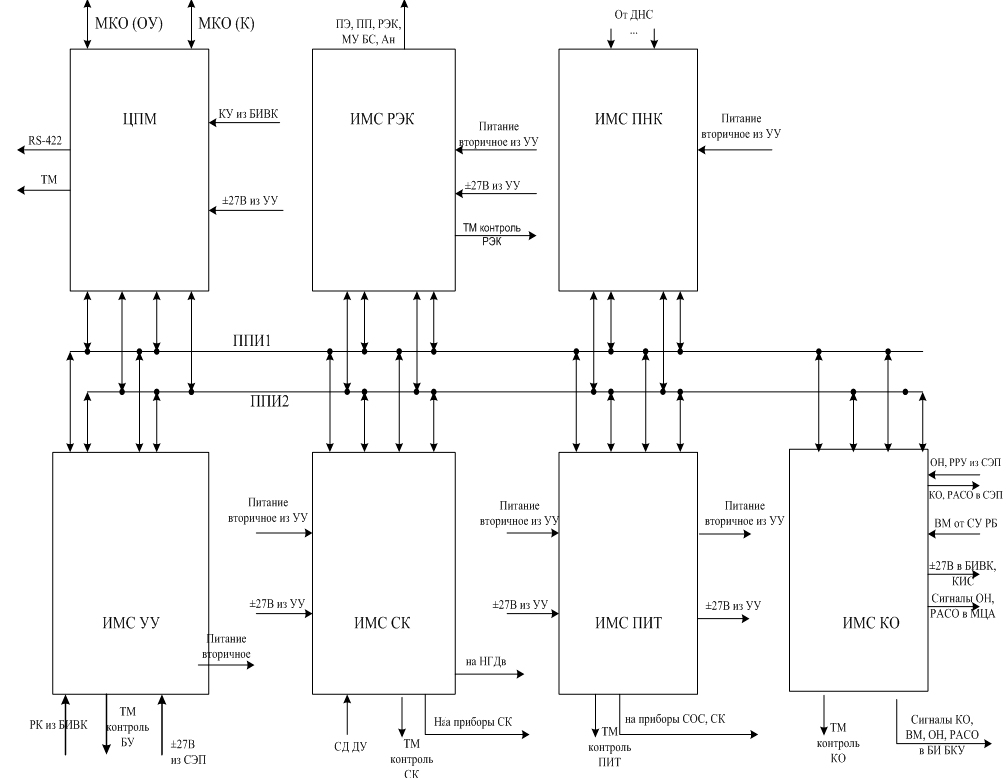 МКО (ОУ)
МКО (К)
ПЭ, ПП, РЭК,
МУ БС, Ан
От ДНС
...
ЦПМ
КУ из БИВК
RS-422
ТМ
±27В из УУ
ИМС РЭК
Питание
вторичное из УУ
±27В из УУ
ТМ контроль
РЭК
ИМС ПНК
Питание
вторичное из УУ
ППИ1
ППИ2
ИМС УУ
Питание
вторичное
РК из БИВК
ТМ
контроль
БУ
±27В
из СЭП
Питание
вторичное из УУ
±27В из УУ
ИМС СК
на НГДв
СД ДУ
ТМ
контроль
СК
На приборы СК
Питание
вторичное из УУ
±27В из УУ
ИМС ПИТ
Питание
вторичное из УУ
±27В из УУ
ТМ
контроль
ПИТ
на приборы СОС, СК
ИМС КО
ОН, РРУ из СЭП
КО, РАСО в СЭП
ВМ от СУ РБ
±27В в БИВК,
КИС
Сигналы ОН,
РАСО в МЦА
ТМ
контроль
КО
Сигналы КО,
ВМ, ОН, РАСО
в БИ БКУ